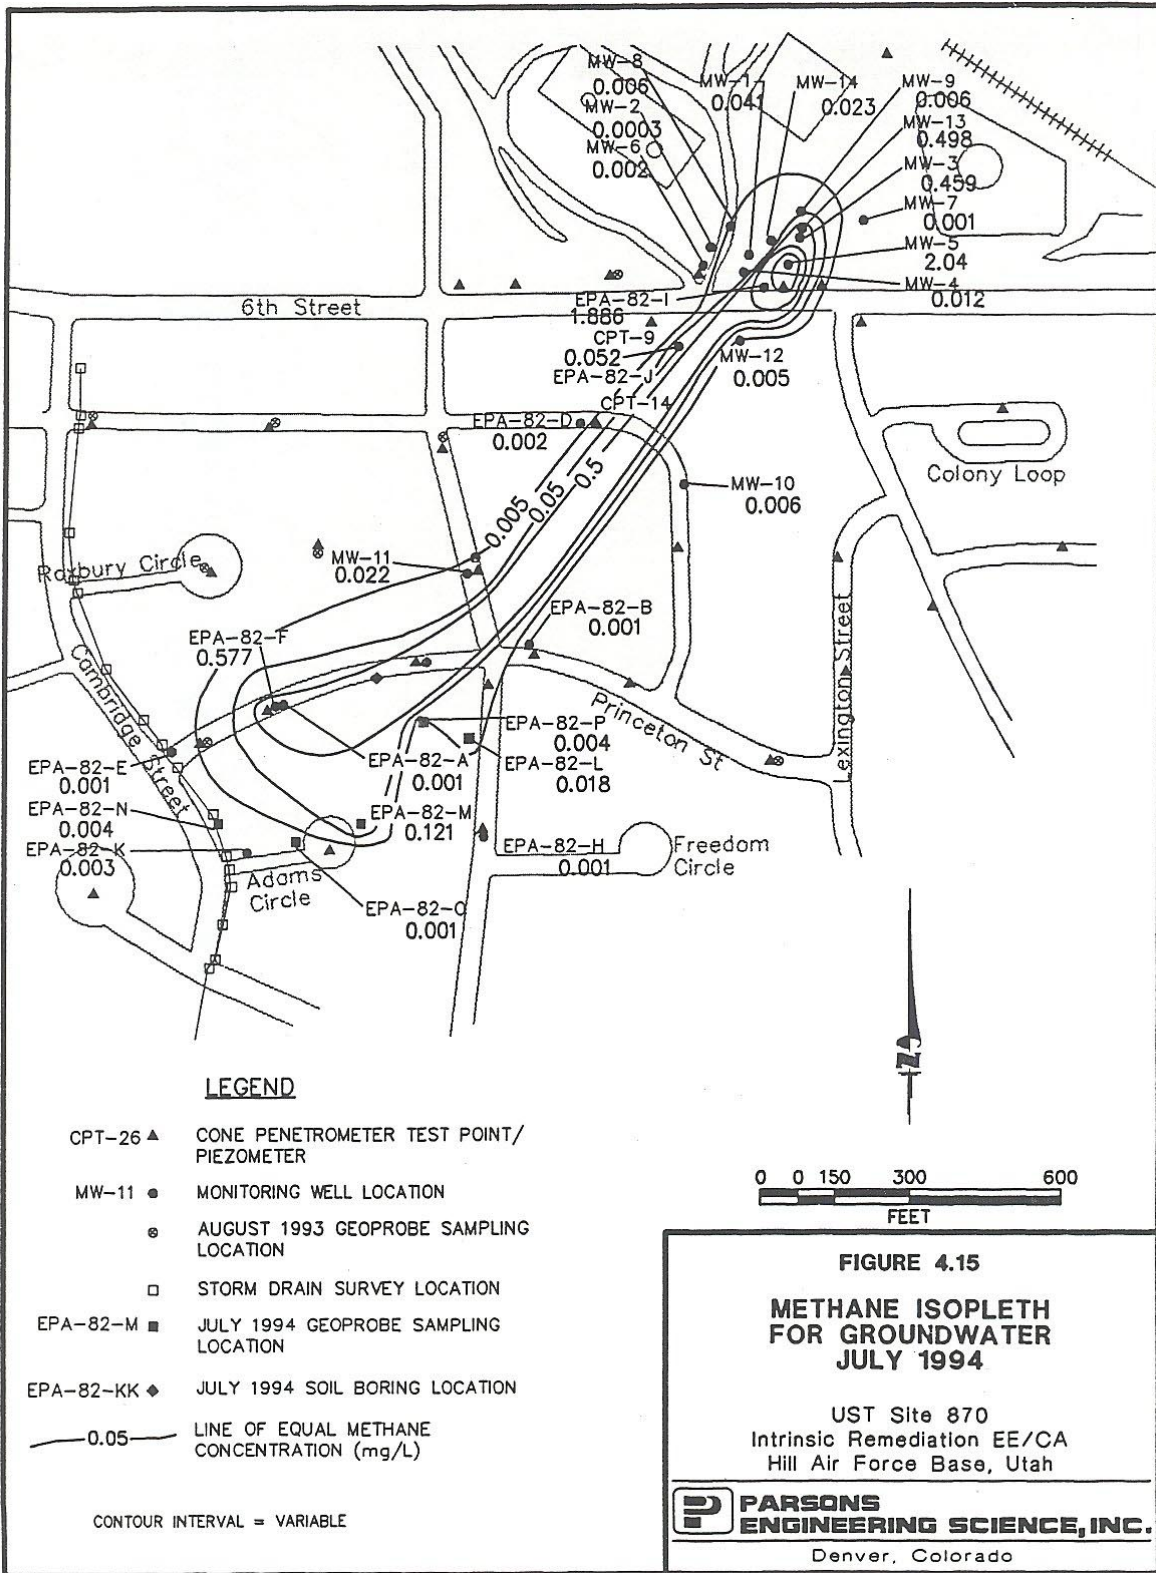 MW-8
0.006
MW-2
0.0003
MW-6
0.002
MW-1
0.041
MW-14
0.023
MW-9
0.006
MW-13
0.498
MW-3
0.459
MW-7
0.001
MW-5
2.04
MW-4
0.012
6th Street
EPA-82-I
1.886
CPT-9
0.052
EPA-82-J
CPT-14
MW-12
0.005
EPA-82-D
0.002
0.005
0.05
0.5
MW-10
0.006
Colony Loop
MW-11
0.022
Roxbury Circle
EPA-82-F
0.577
EPA-82-B
0.001
Lexington Street
Cambridge Street
Princeton St
EPA-82-E
0.001
EPA-82-A
0.001
EPA-82-P
0.004
EPA-82-L
0.018
EPA-82-N
0.004
EPA-82-M
0.121
EPA-82-K
0.003
EPA-82-H
0.001
Freedom
Circle
Adams
Circle
EPA-82-O
0.001
N
LEGEND
CPT-26 CONE PENETROMETER TEST POINT/
PIEZOMETER
MW-11 MONITORING WELL LOCATION
AUGUST 1993 GEOPROBE SAMPLING
LOCATION
STORM DRAIN SURVEY LOCATION
EPA-82-M JULY 1994 GEOPROBE SAMPLING
LOCATION
EPA-82-KK JULY 1994 SOIL BORING LOCATION
0.05 LINE OF EQUAL METHANE
CONCENTRATION (mg/L)
CONTOUR INTERVAL = VARIABLE
0 0 150 300 600
FEET
FIGURE 4.15
METHANE ISOPLETH
FOR GROUNDWATER
JULY 1994
UST Site 870
Intrinsic Remediation EE/CA
Hill Air Force Base, Utah
PARSONS
ENGINEERING SCIENCE, INC.
Denver, Colorado